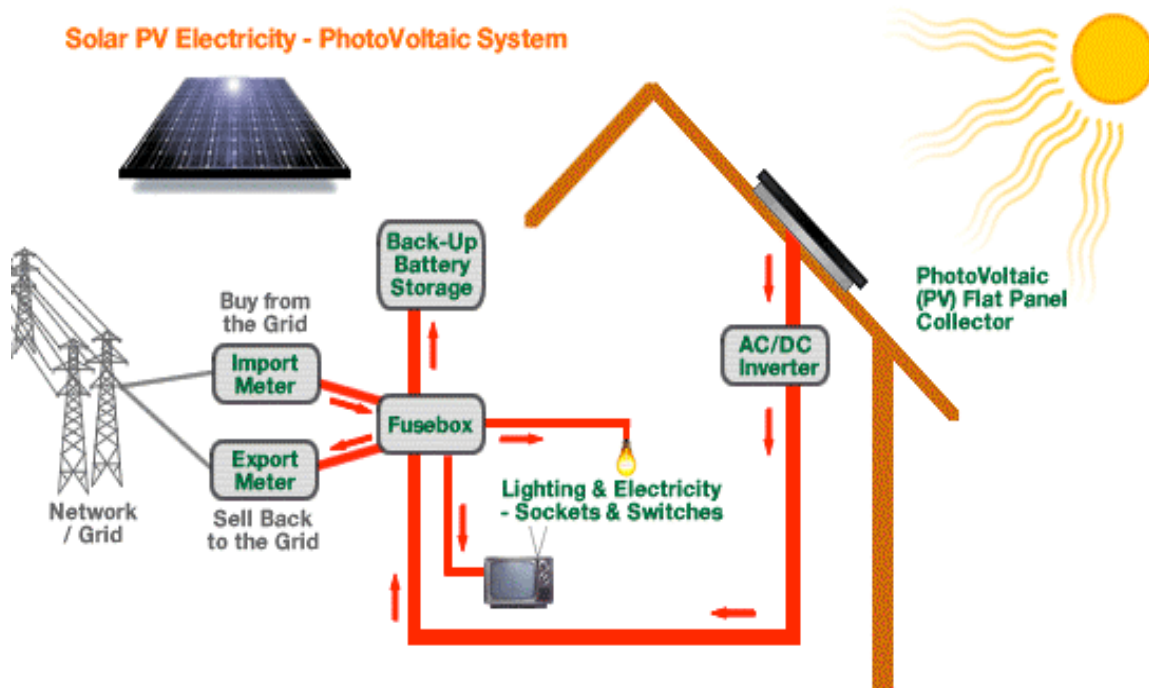 Solar PV Electricity - PhotoVoltaic System
Back-Up
Battery
Storage
Buy from
the Grid
Import
Meter
Fusebox
Export
Meter
Sell Back
to the Grid
Network
/ Grid
Lighting & Electricity
- Sockets & Switches
AC/DC
Inverter
PhotoVoltaic
(PV) Flat Panel
Collector